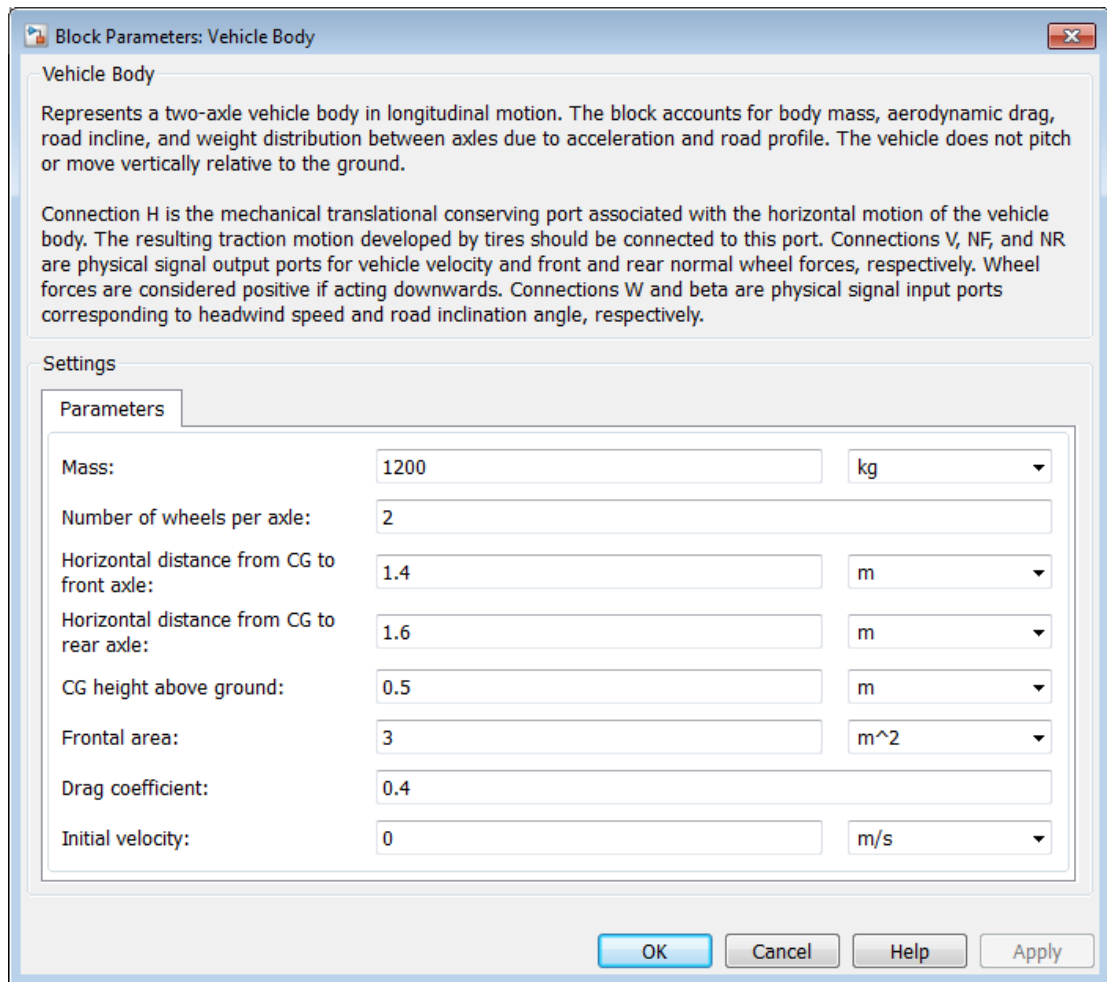 Block Parameters: Vehicle Body
Vehicle Body
Represents a two-axle vehicle body in longitudinal motion. The block accounts for body mass, aerodynamic drag,
road incline, and weight distribution between axles due to acceleration and road profile. The vehicle does not pitch
or move vertically relative to the ground.
Connection H is the mechanical translational conserving port associated with the horizontal motion of the vehicle
body. The resulting traction motion developed by tires should be connected to this port. Connections V, NF, and NR
are physical signal output ports for vehicle velocity and front and rear normal wheel forces, respectively. Wheel
forces are considered positive if acting downwards. Connections W and beta are physical signal input ports
corresponding to headwind speed and road inclination angle, respectively.
Settings
Parameters
Mass: 1200 kg
Number of wheels per axle: 2
Horizontal distance from CG to
front axle: 1.4 m
Horizontal distance from CG to
rear axle: 1.6 m
CG height above ground: 0.5 m
Frontal area: 3 m^2
Drag coefficient: 0.4
Initial velocity: 0 m/s
OK Cancel Help Apply